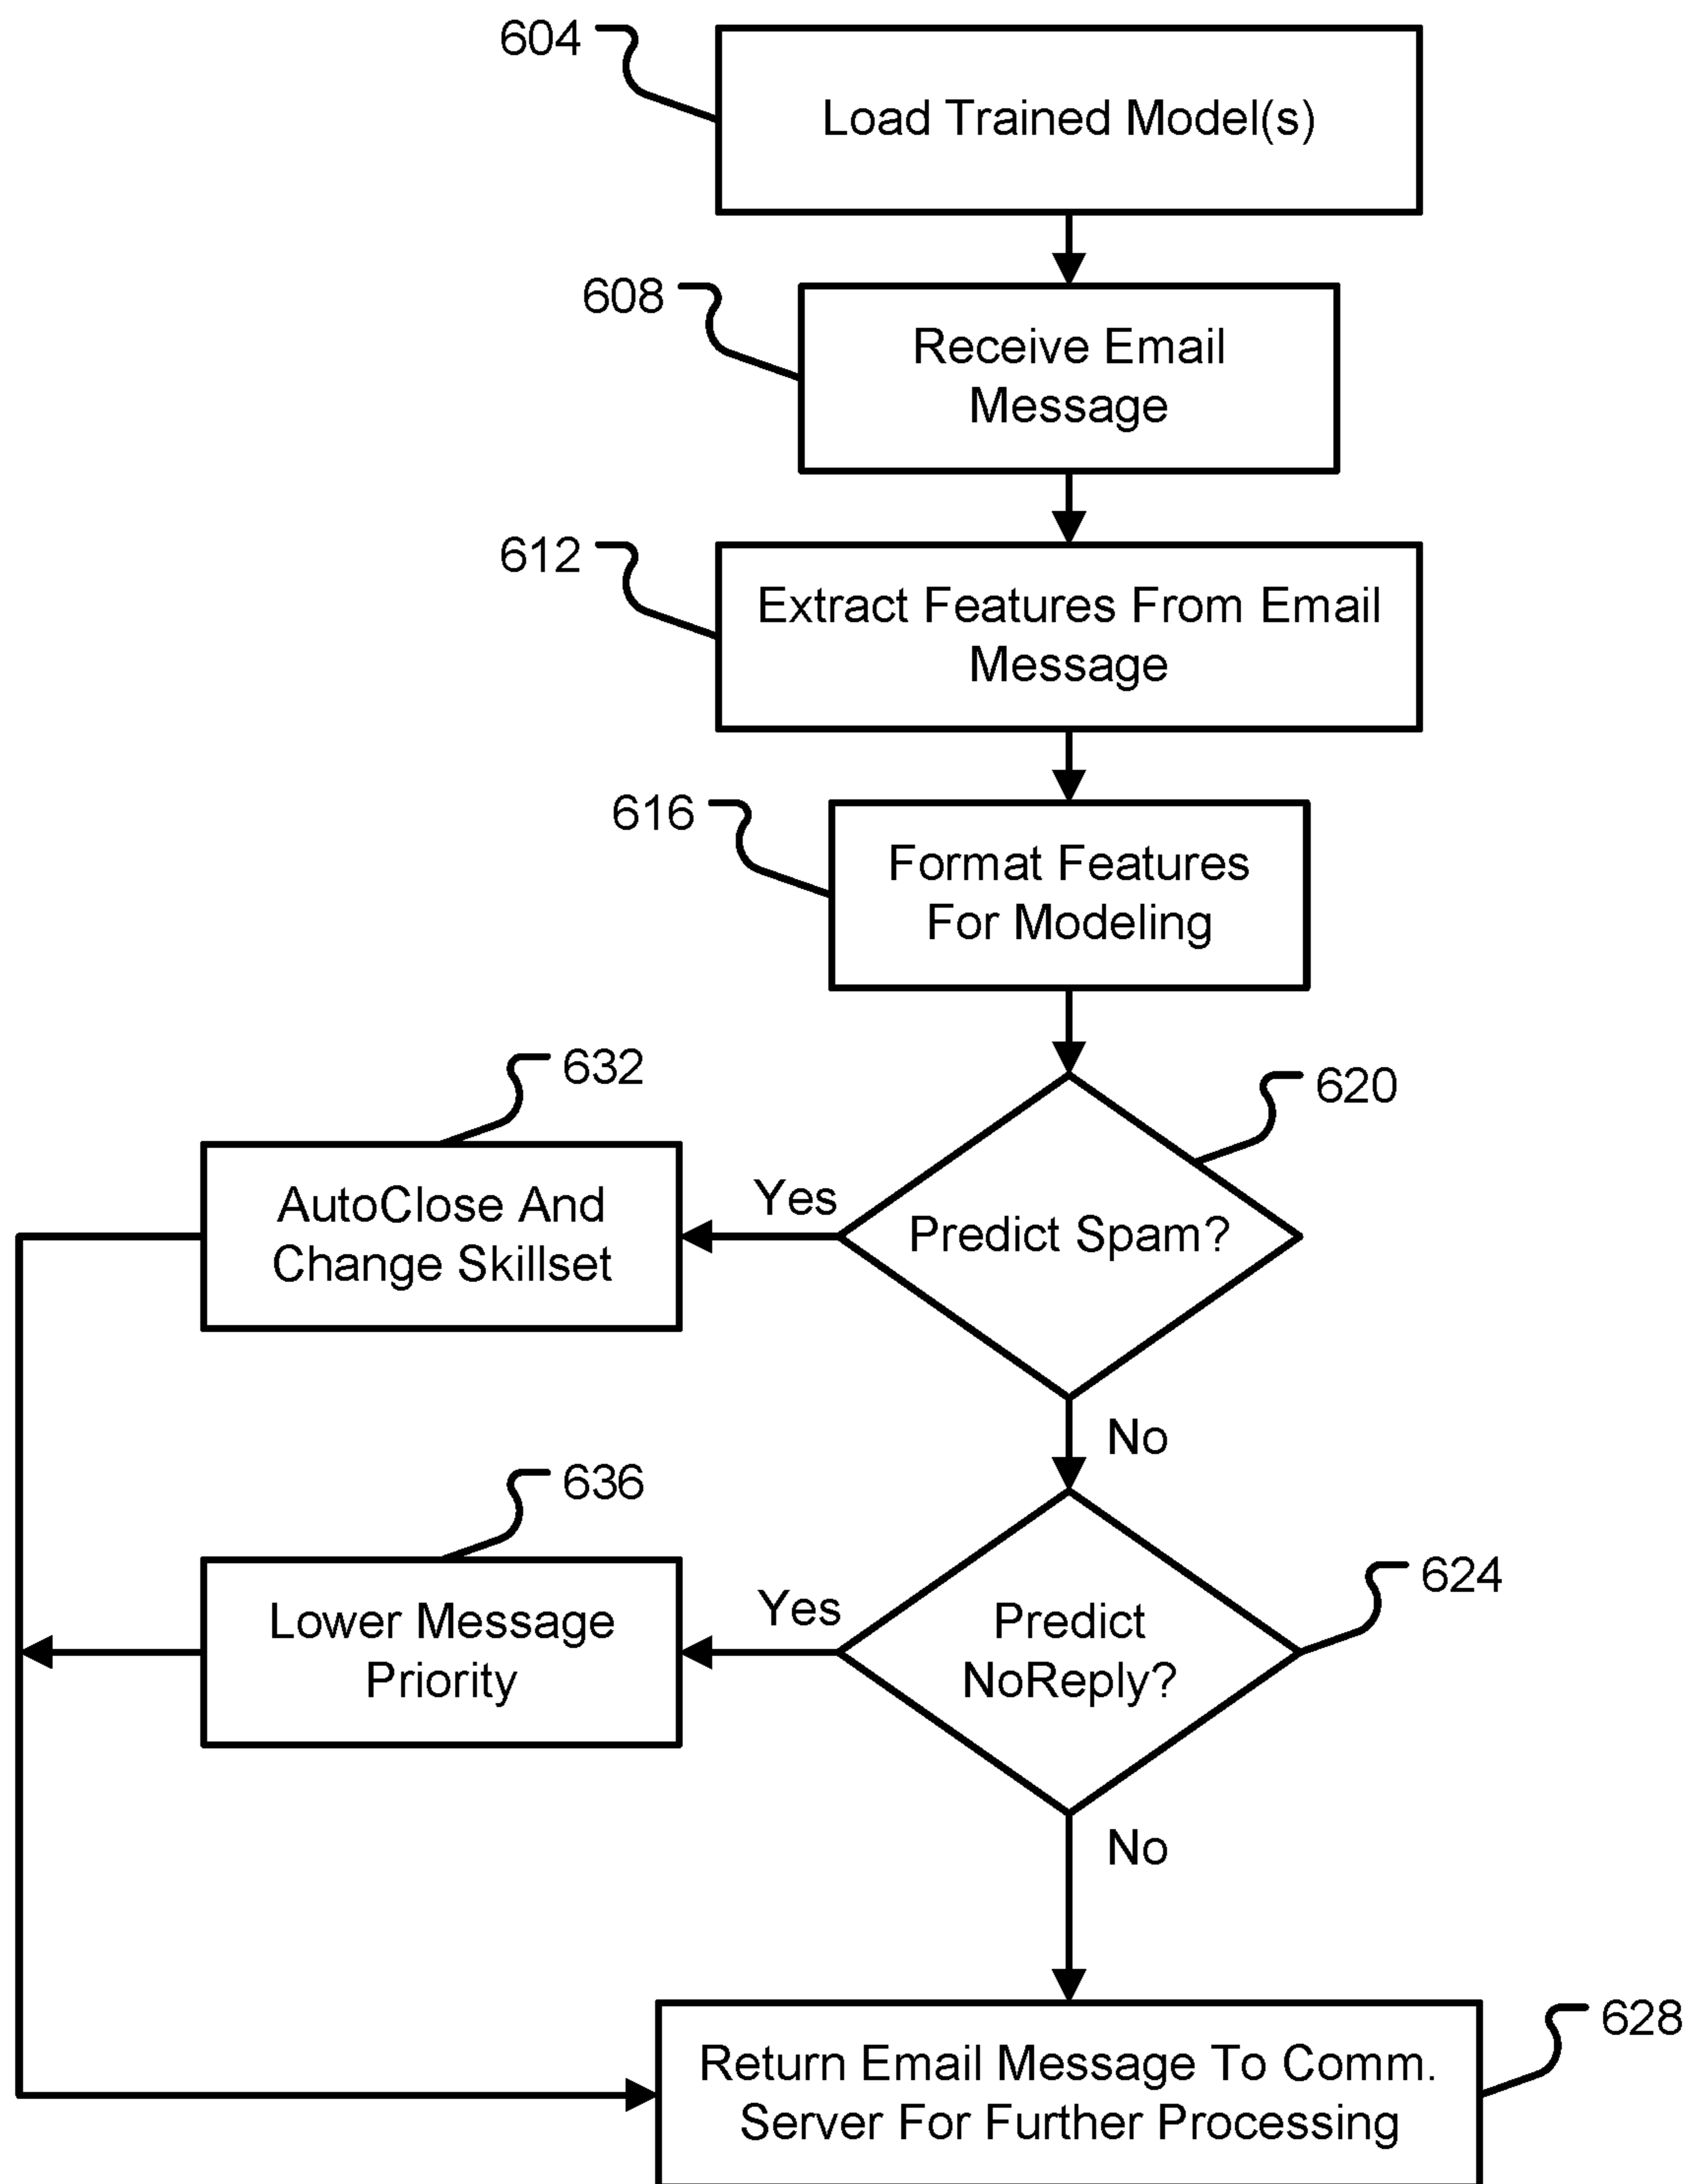 604
Load Trained Model(s)
608
Receive Email
Message
612
Extract Features From Email
Message
616
Format Features
For Modeling
632
620
AutoClose And
Change Skillset
Yes
Predict Spam?
No
636
624
Lower Message
Priority
Yes
Predict
NoReply?
No
628
Return Email Message To Comm.
Server For Further Processing